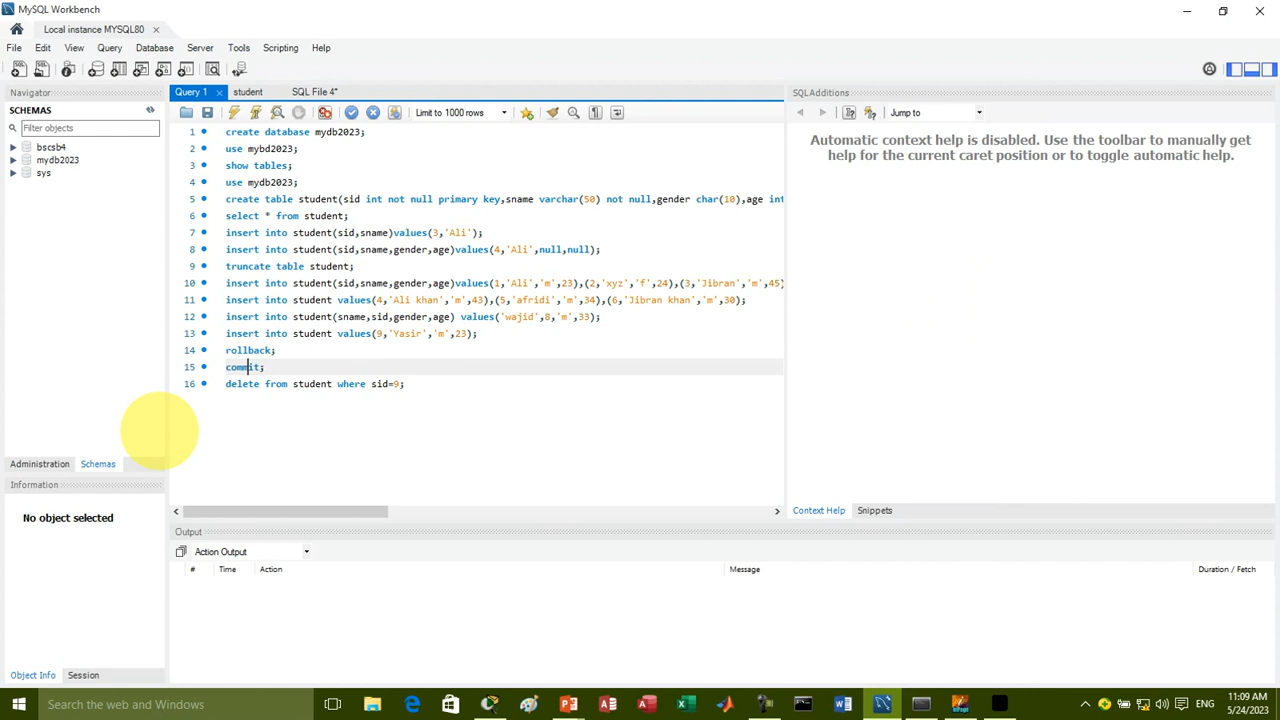 MySQL Workbench
Local instance MYSQL80
File Edit View Query Database Server Tools Scripting Help
Navigator
SCHEMAS
Filter objects
bscsb4
mydb2023
sys
Administration Schemas
Information
No object selected
Object Info Session
Query 1 student SQL File 4*
Limit to 1000 rows
1 create database mydb2023;
2 use mybd2023;
3 show tables;
4 use mydb2023;
5 create table student(sid int not null primary key,sname varchar(50) not null,gender char(10),age int
6 select * from student;
7 insert into student(sid,sname)values(3,'Ali');
8 insert into student(sid,sname,gender,age)values(4,'Ali',null,null);
9 truncate table student;
10 insert into student(sid,sname,gender,age)values(1,'Ali','m',23),(2,'xyz','f',24),(3,'Jibran','m',45)
11 insert into student values(4,'Ali khan','m',43),(5,'afridi','m',34),(6,'Jibran khan','m',30);
12 insert into student(sname,sid,gender,age) values('wajid',8,'m',33);
13 insert into student values(9,'Yasir','m',23);
14 rollback;
15 commit;
16 delete from student where sid=9;
SQLAdditions
Jump to
Automatic context help is disabled. Use the toolbar to manually get
help for the current caret position or to toggle automatic help.
Context Help Snippets
Output
Action Output
# Time Action Message Duration / Fetch
Search the web and Windows
ENG
11:09 AM
5/24/2023